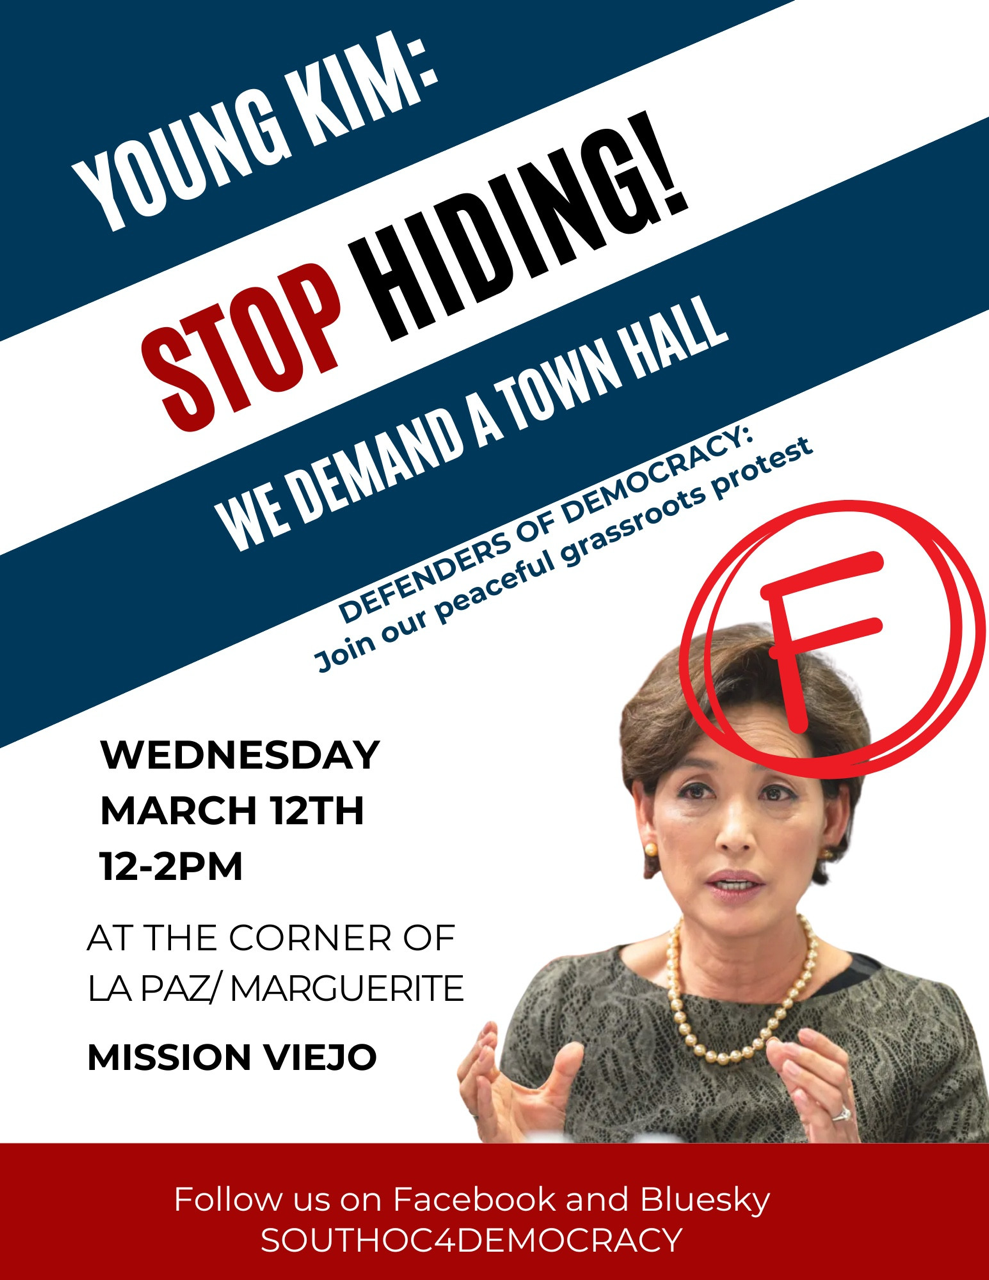 YOUNG KIM:
STOP HIDING!
WE DEMAND A TOWN HALL
DEFENDERS OF DEMOCRACY:
Join our peaceful grassroots protest
F
WEDNESDAY
MARCH 12TH
12-2PM
AT THE CORNER OF
LA PAZ/ MARGUERITE
MISSION VIEJO
Follow us on Facebook and Bluesky
SOUTHOC4DEMOCRACY